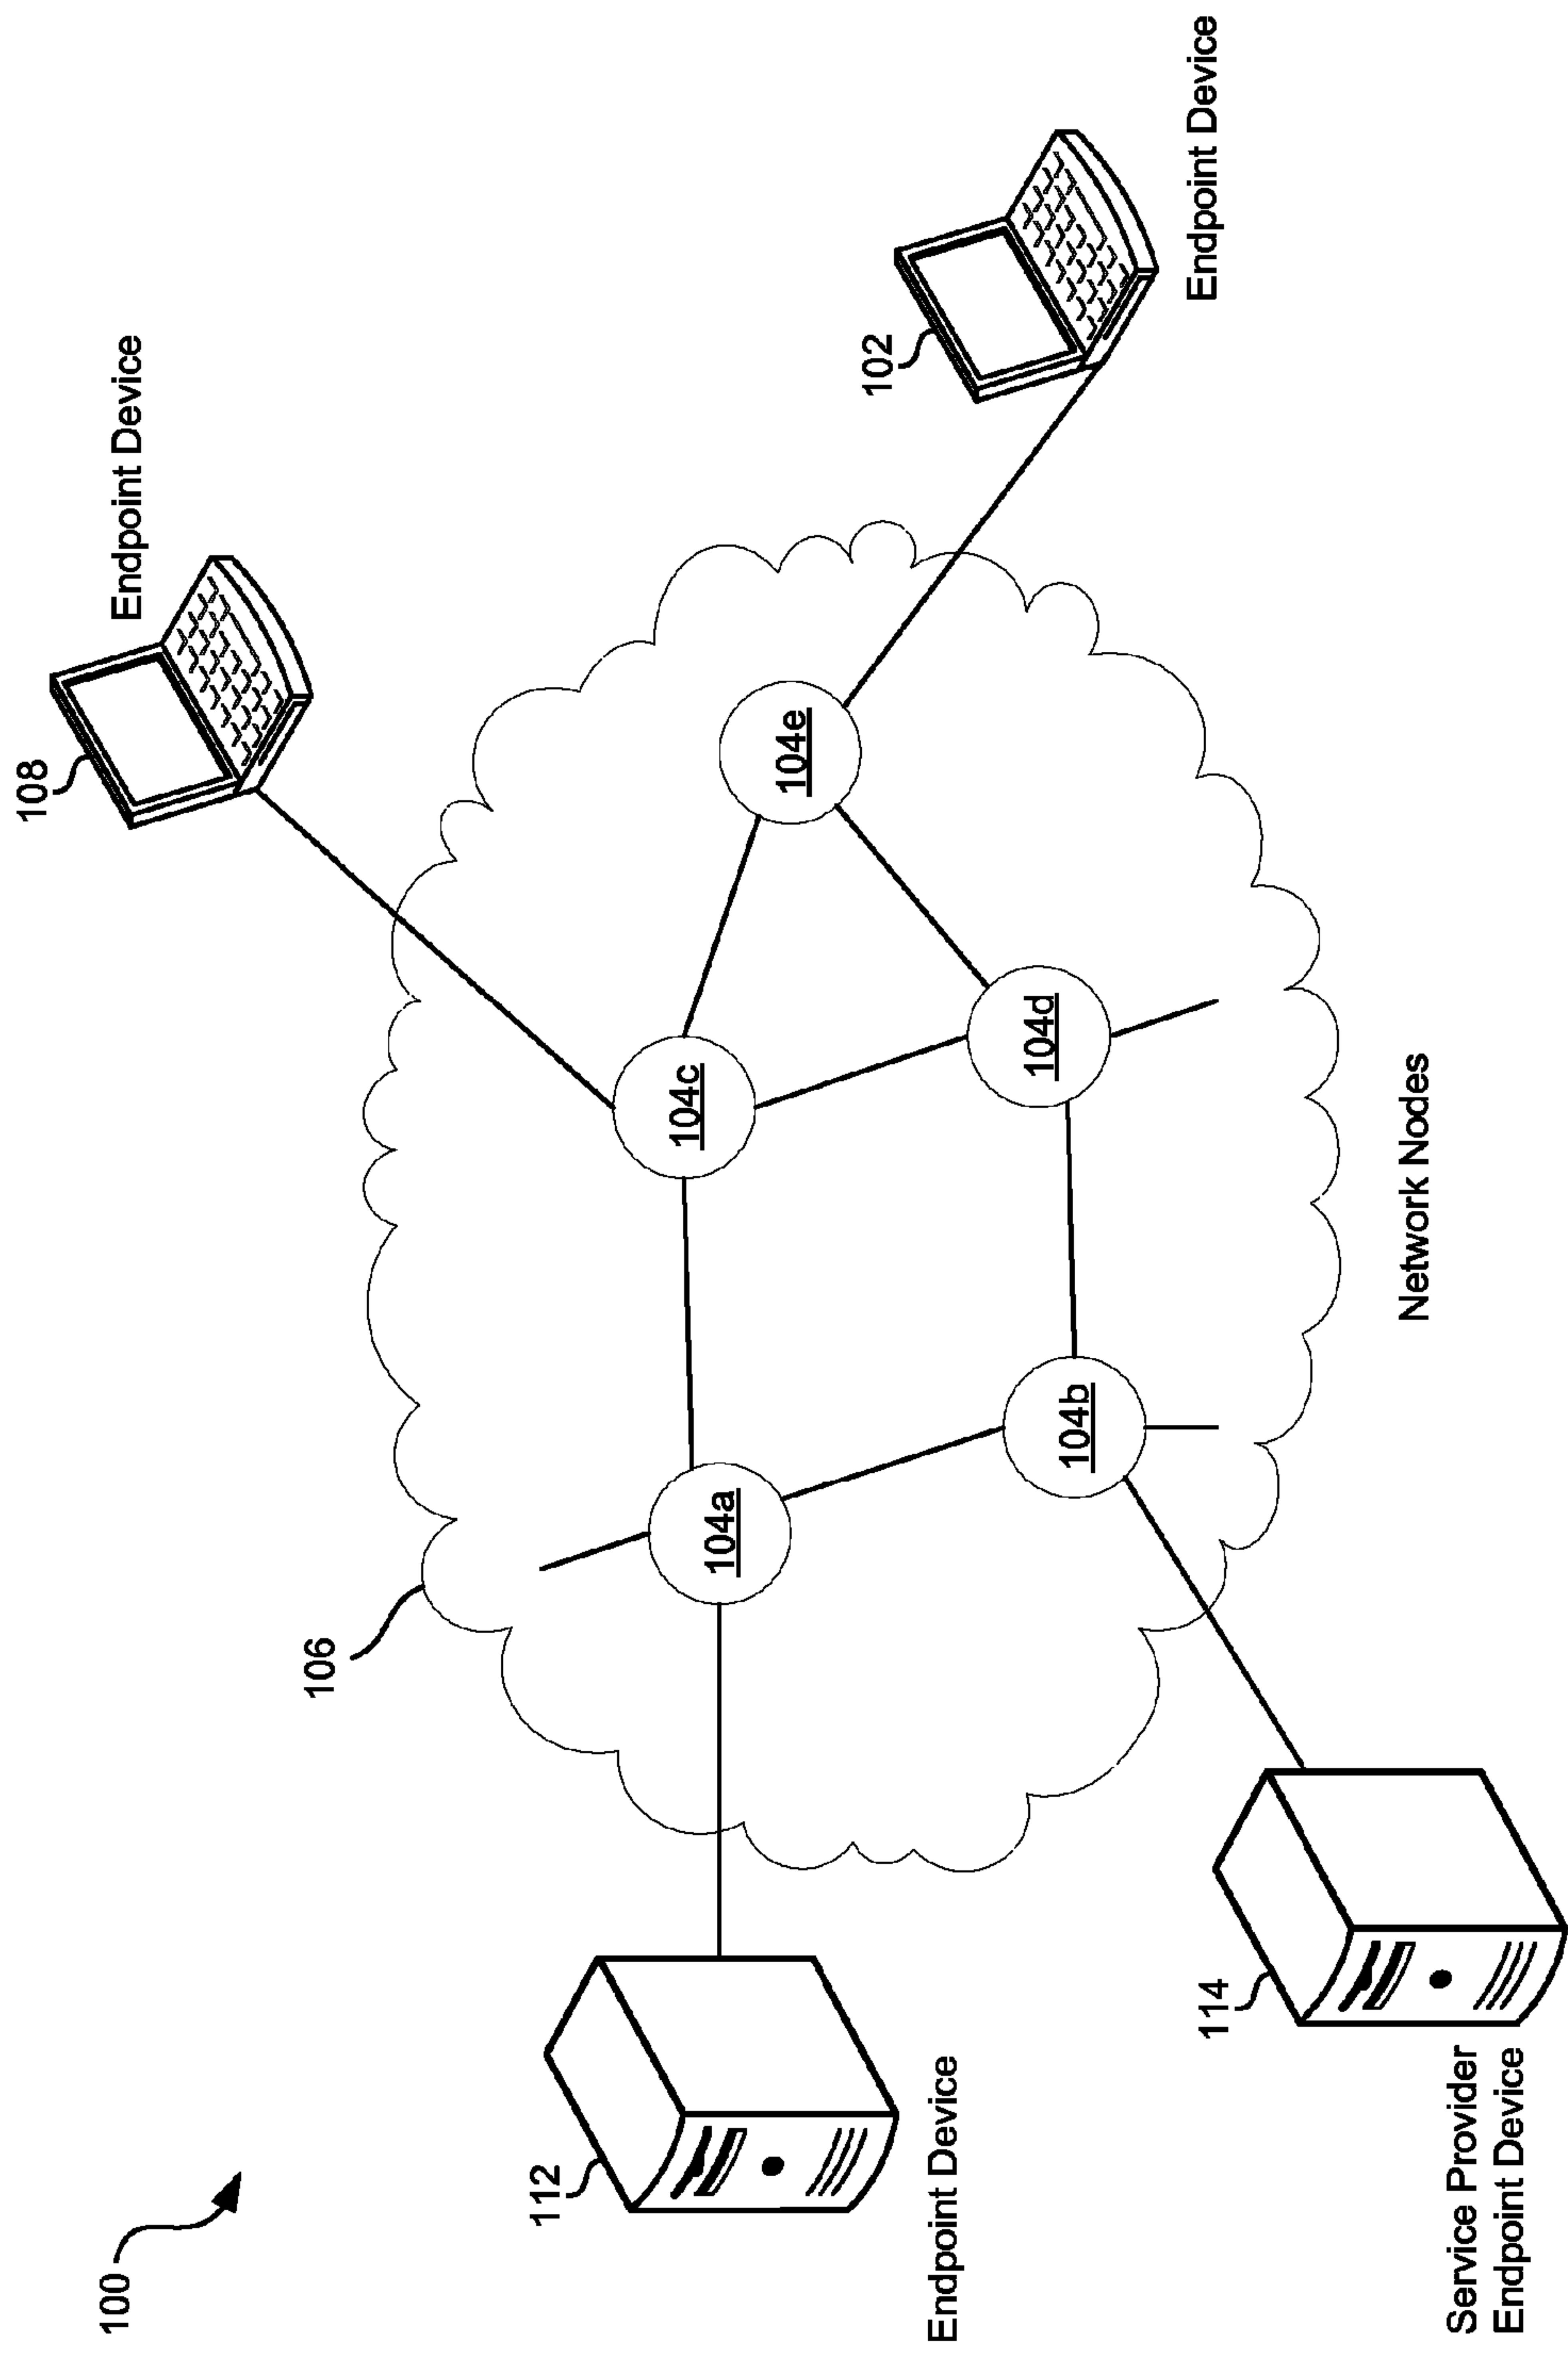 100
108
Endpoint Device
106
112
Endpoint Device
104a
104c
104e
102
Endpoint Device
104b
104d
114
Service Provider
Endpoint Device
Network Nodes